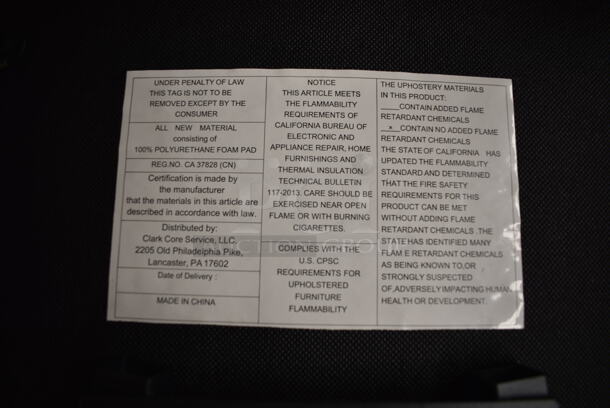 UNDER PENALTY OF LAW
THIS TAG IS NOT TO BE
REMOVED EXCEPT BY THE
CONSUMER
ALL NEW MATERIAL
consisting of
100% POLYURETHANE FOAM PAD
REG.NO. CA 37828 (CN)
Certification is made by
the manufacturer
that the materials in this article are
described in accordance with law.
Distributed by:
Clark Core Service, LLC.
2205 Old Philadelphia Pike,
Lancaster, PA 17602
Date of Delivery :
MADE IN CHINA
NOTICE
THIS ARTICLE MEETS
THE FLAMMABILITY
REQUIREMENTS OF
CALIFORNIA BUREAU OF
ELECTRONIC AND
APPLIANCE REPAIR, HOME
FURNISHINGS AND
THERMAL INSULATION
TECHNICAL BULLETIN
117-2013. CARE SHOULD BE
EXERCISED NEAR OPEN
FLAME OR WITH BURNING
CIGARETTES.
COMPLIES WITH THE
U.S. CPSC
REQUIREMENTS FOR
UPHOLSTERED
FURNITURE
FLAMMABILITY
THE UPHOSTERY MATERIALS
IN THIS PRODUCT:
____CONTAIN ADDED FLAME
RETARDANT CHEMICALS
__x__CONTAIN NO ADDED FLAME
RETARDANT CHEMICALS
THE STATE OF CALIFORNIA HAS
UPDATED THE FLAMMABILITY
STANDARD AND DETERMINED
THAT THE FIRE SAFETY
REQUIREMENTS FOR THIS
PRODUCT CAN BE MET
WITHOUT ADDING FLAME
RETARDANT CHEMICALS .THE
STATE HAS IDENTIFIED MANY
FLAM E RETARDANT CHEMICALS
AS BEING KNOWN TO,OR
STRONGLY SUSPECTED
OF,ADVERSELY IMPACTING HUMAN
HEALTH OR DEVELOPMENT.